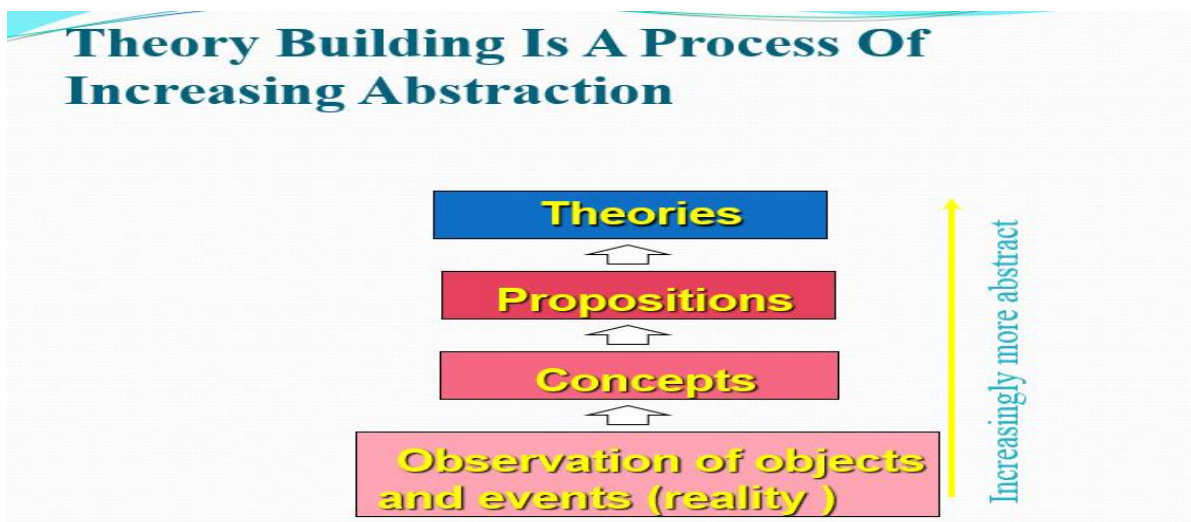 Theory Building Is A Process Of
Increasing Abstraction
Theories
Propositions
Concepts
Observation of objects
and events (reality )
Increasingly more abstract